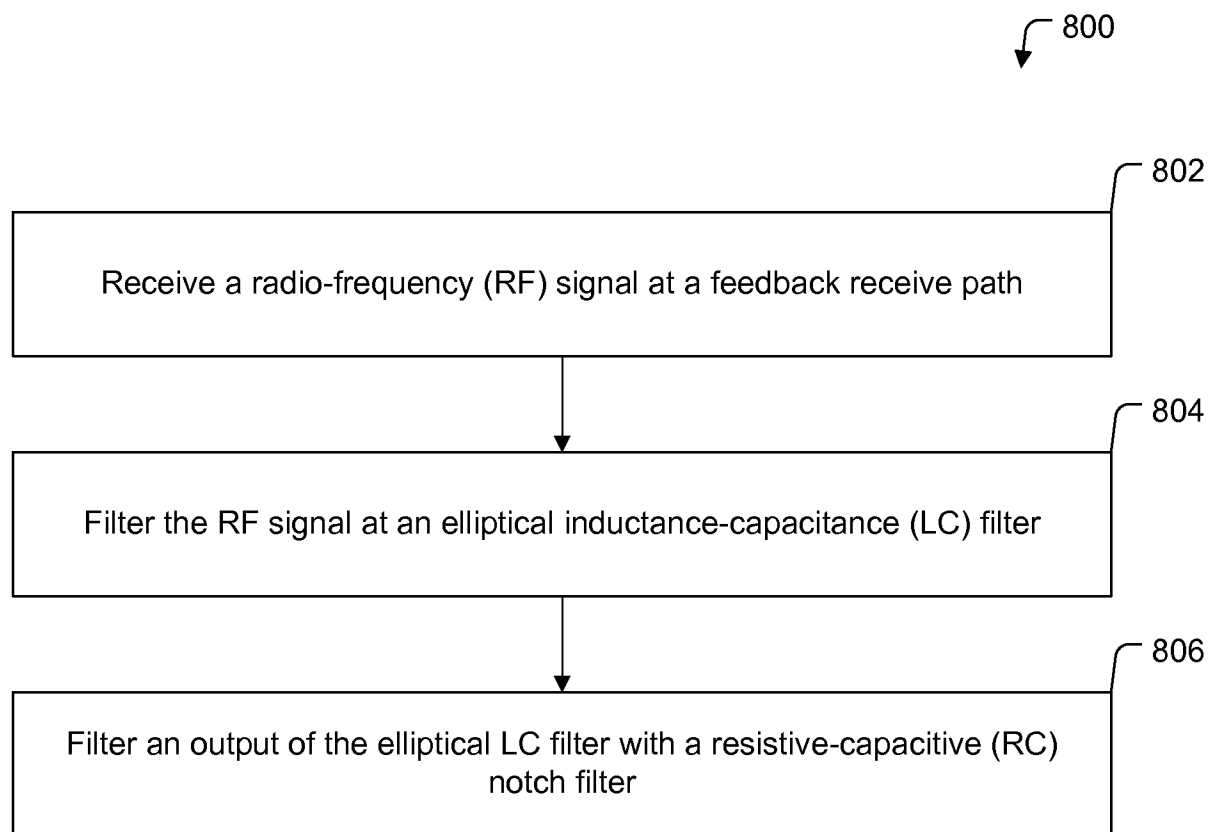 800
802
Receive a radio-frequency (RF) signal at a feedback receive path
804
Filter the RF signal at an elliptical inductance-capacitance (LC) filter
806
Filter an output of the elliptical LC filter with a resistive-capacitive (RC)
notch filter